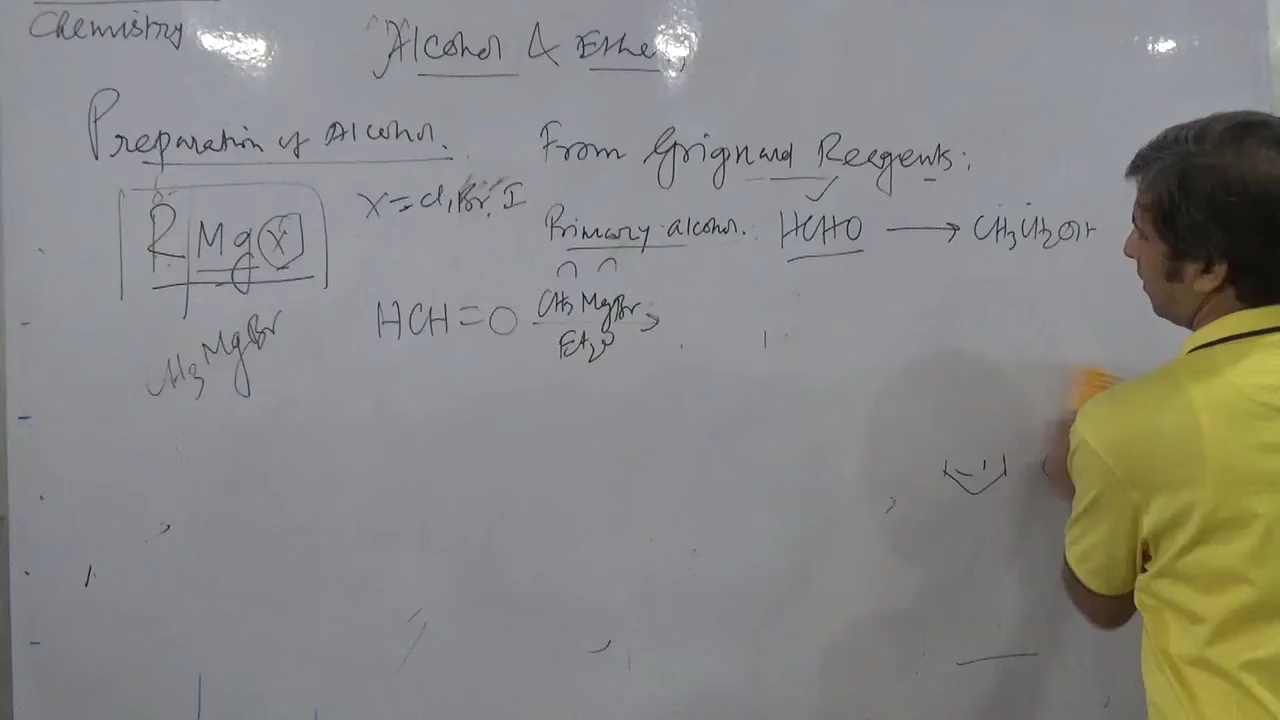 Chemistry
Alcohol & Ether
Preparation of Alcohol.
From Grignard Reagents:
R MgX
X = Cl, Br, I
Primary alcohol: HCHO → CH3CH2OH
HCH=O CH3MgBr →
Et2O
CH3MgBr